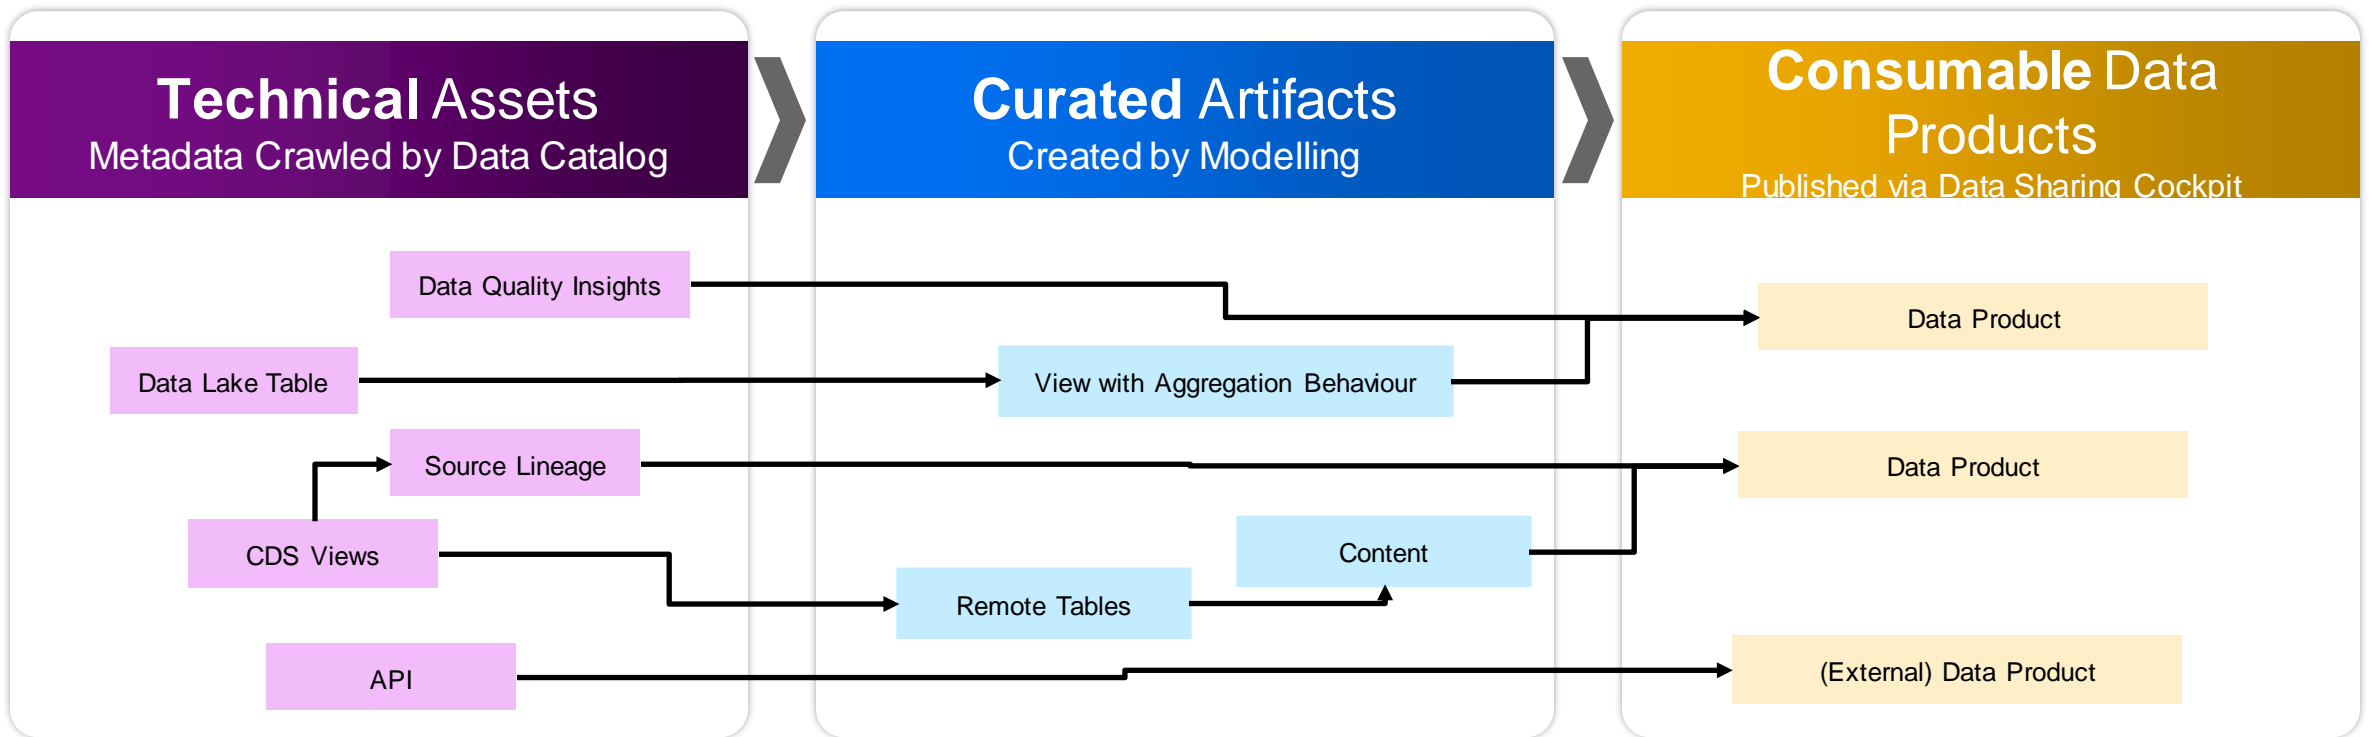 Technical Assets
Metadata Crawled by Data Catalog
Curated Artifacts
Created by Modelling
Consumable Data
Products
Published via Data Sharing Cockpit
Data Quality Insights
Data Product
Data Lake Table
View with Aggregation Behaviour
Source Lineage
Data Product
CDS Views
Content
Remote Tables
API
(External) Data Product